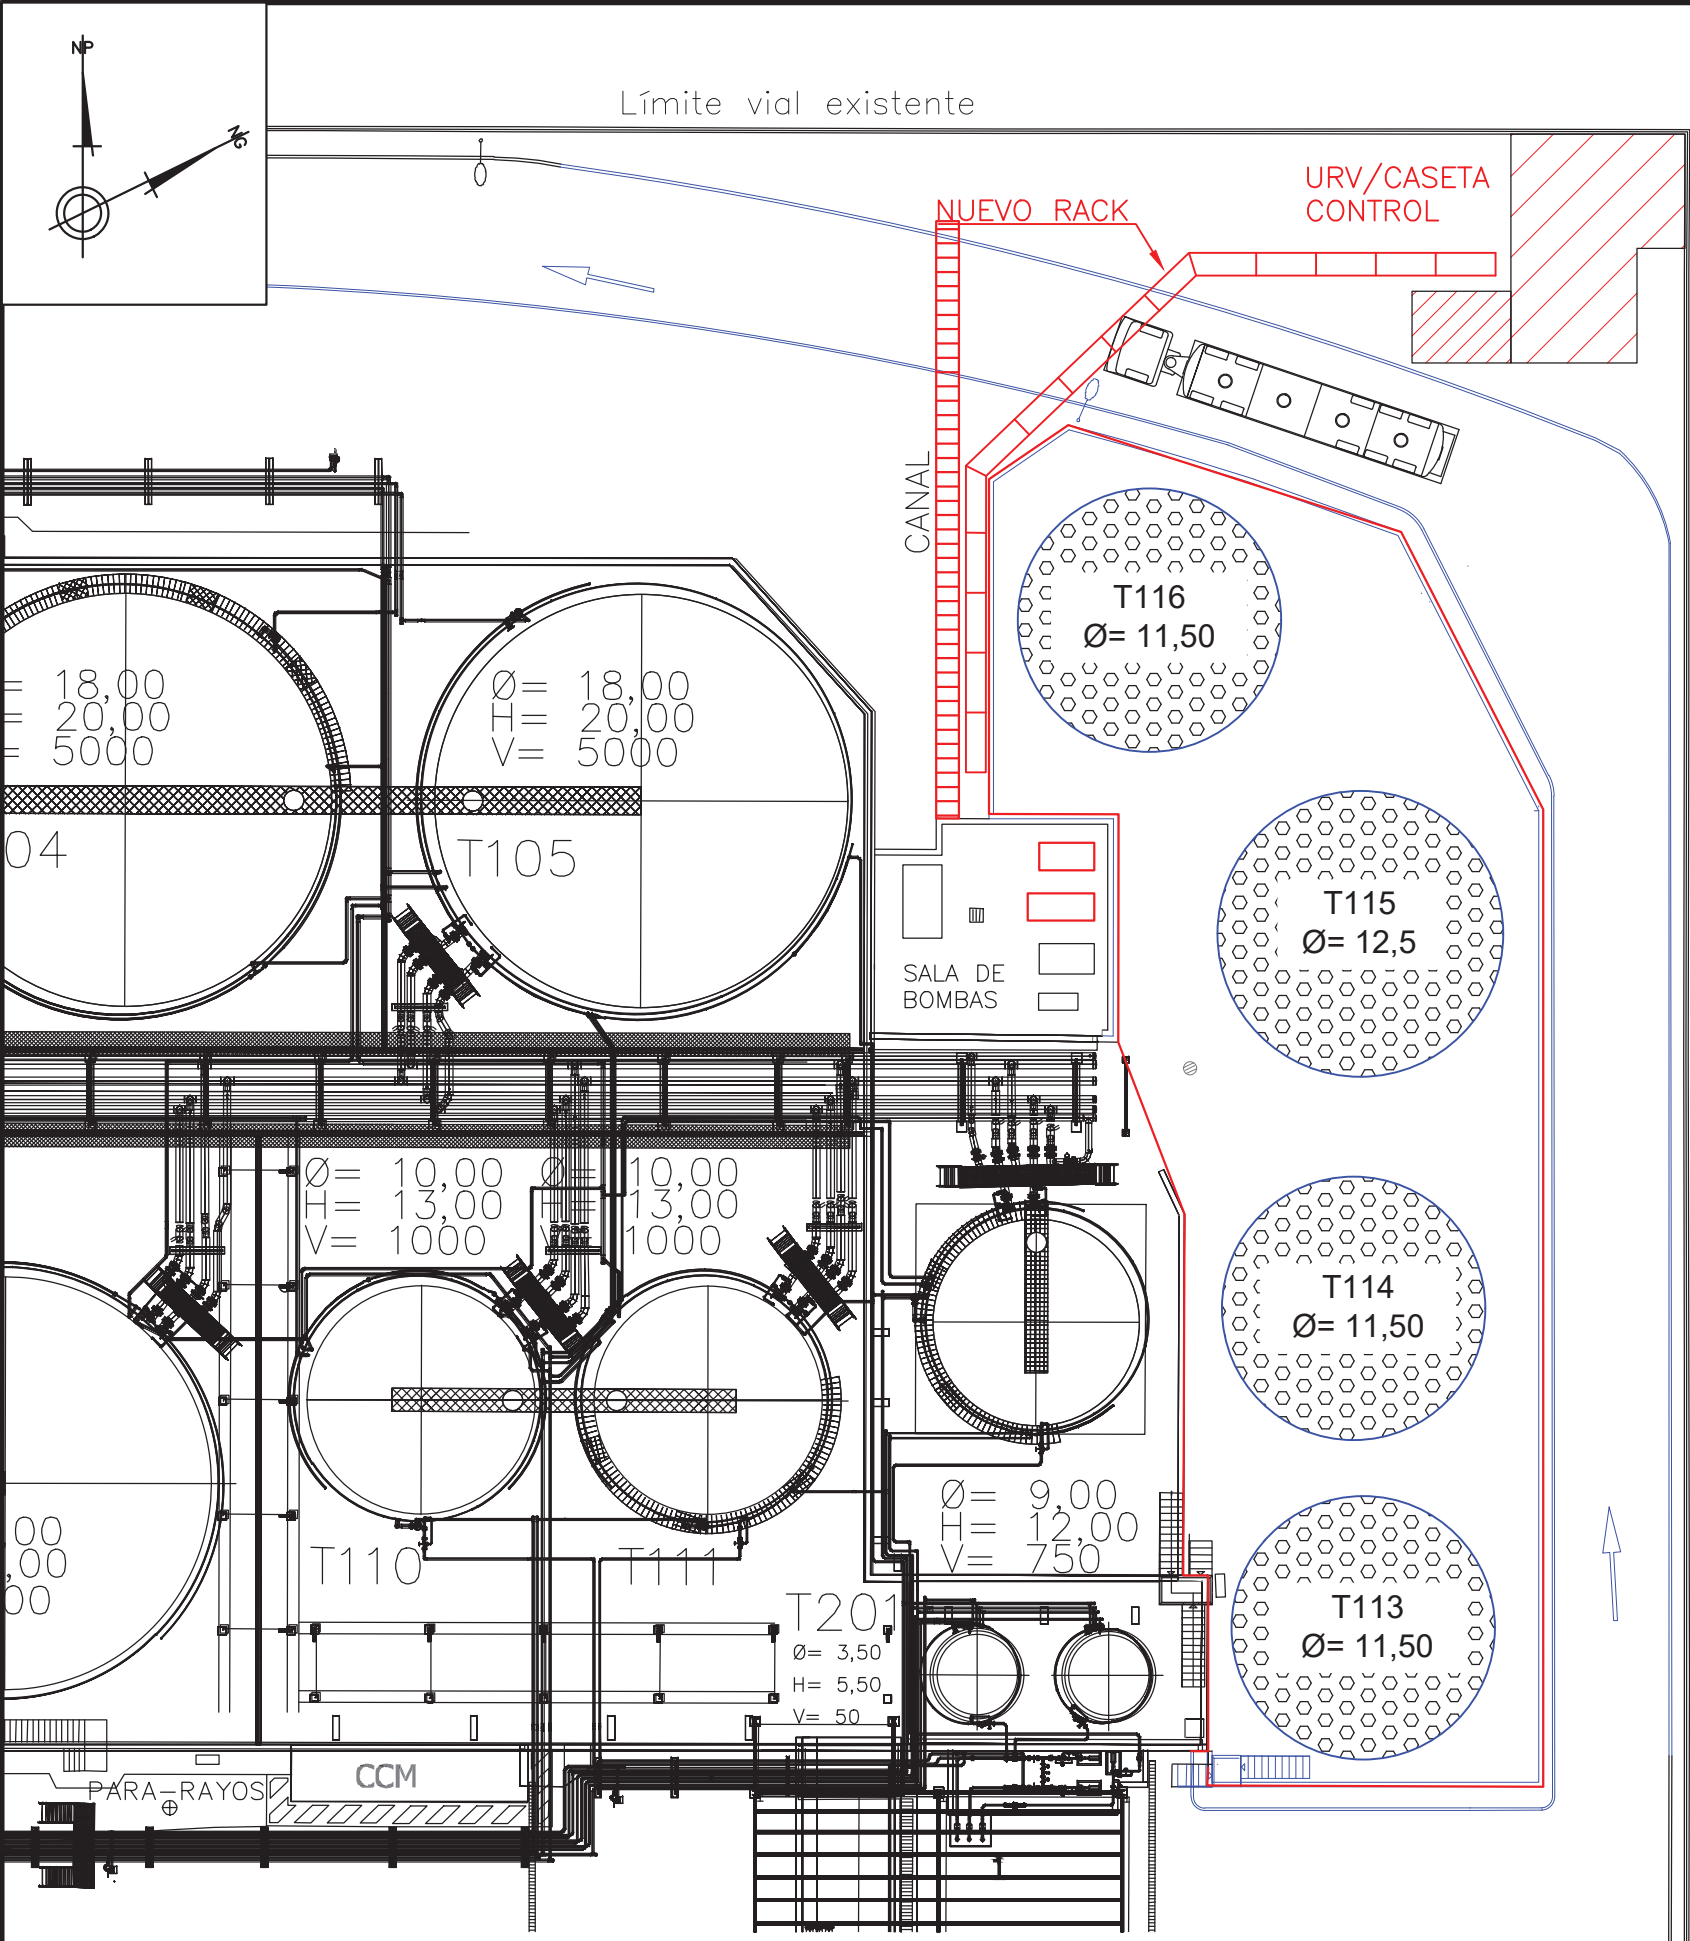 NP
NG
Límite vial existente
URV/CASETA
CONTROL
NUEVO RACK
CANAL
T116
Ø= 11,50
= 18,00
= 20,00
= 5000
04
Ø= 18,00
H= 20,00
V= 5000
T105
T115
Ø= 12,5
SALA DE
BOMBAS
Ø= 10,00
H= 13,00
V= 1000
Ø= 10,00
H= 13,00
V= 1000
T114
Ø= 11,50
Ø= 9,00
H= 12,00
V= 750
00
,00
00
T110
T111
T201
Ø= 3,50
H= 5,50
V= 50
T113
Ø= 11,50
CCM
PARA-RAYOS